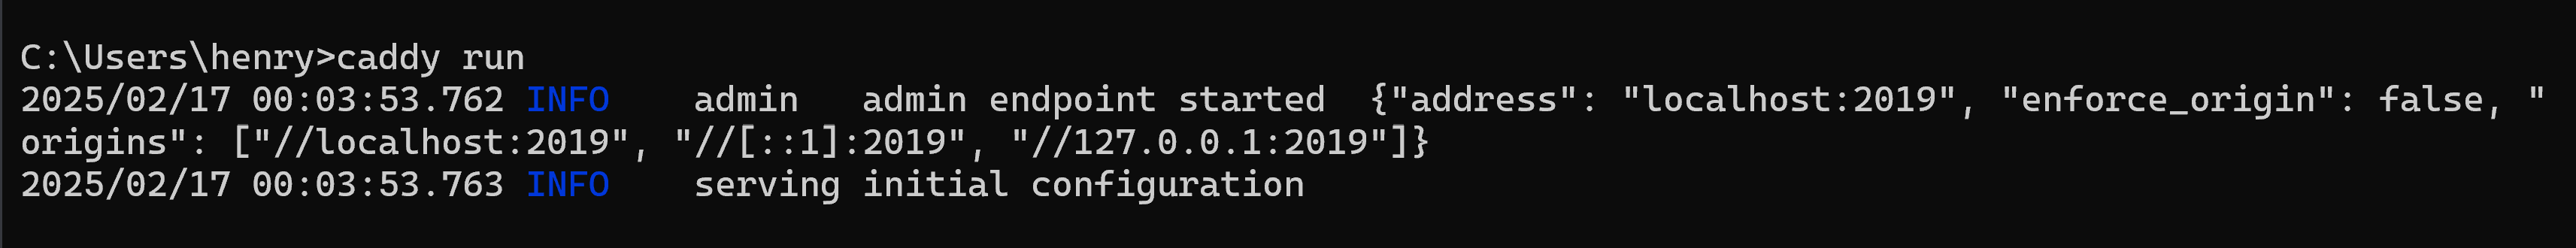 C:\Users\henry>caddy run
2025/02/17 00:03:53.762 INFO    admin   admin endpoint started  {"address": "localhost:2019", "enforce_origin": false, "
origins": ["//localhost:2019", "//[::1]:2019", "//127.0.0.1:2019"]}
2025/02/17 00:03:53.763 INFO    serving initial configuration